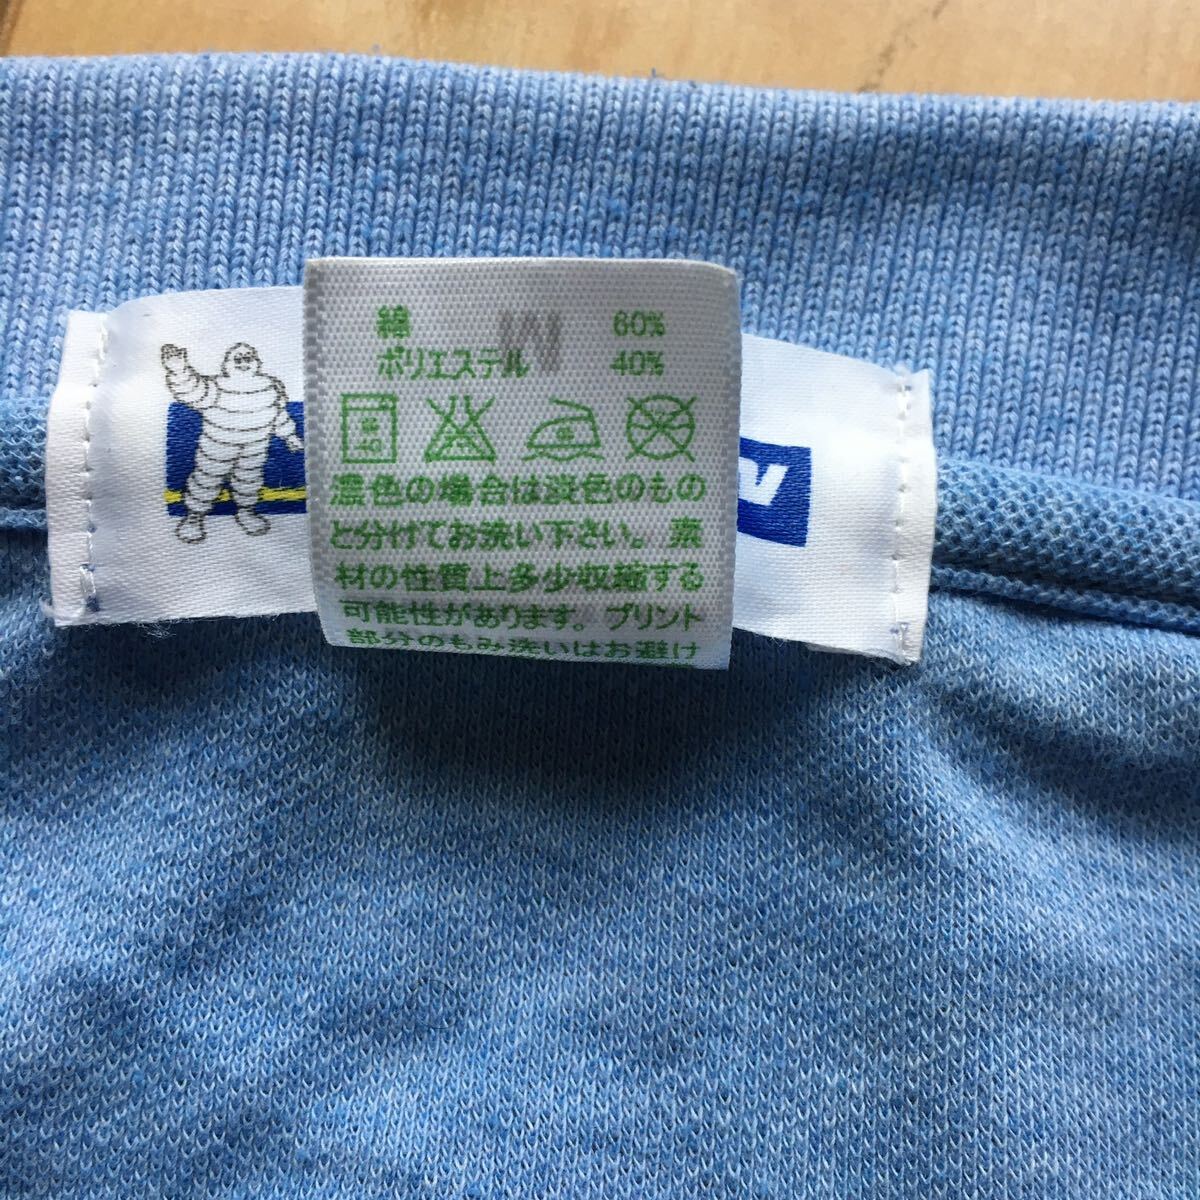 綿 60%
ポリエステル 40%
濃色の場合は淡色のもの
と分けてお洗い下さい。素
材の性質上多少収縮する
可能性があります。プリント
部分のもみ洗いはお避け